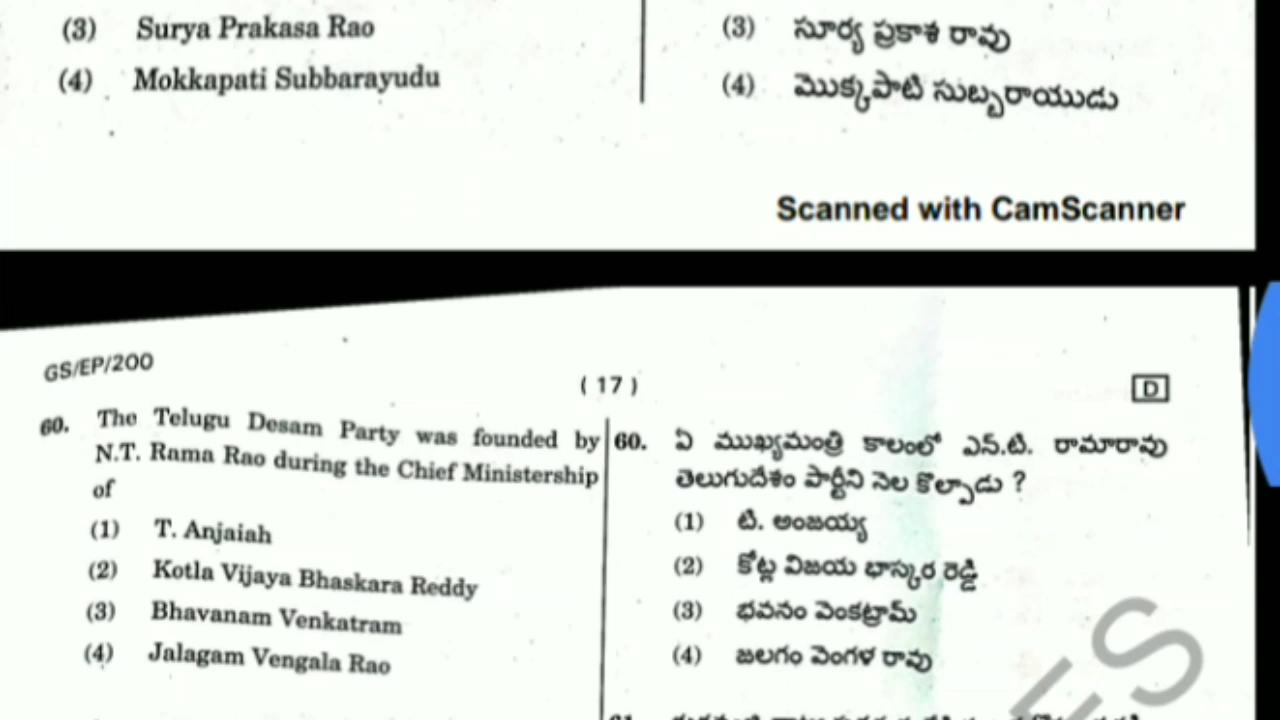 (3) Surya Prakasa Rao
(4) Mokkapati Subbarayudu
(3) సూర్య ప్రకాశ రావు
(4) మొక్కపాటి సుబ్బరాయుడు
Scanned with CamScanner
GS/EP/200
( 17 )
D
60. The Telugu Desam Party was founded by
N.T. Rama Rao during the Chief Ministership
of
(1) T. Anjaiah
(2) Kotla Vijaya Bhaskara Reddy
(3) Bhavanam Venkatram
(4) Jalagam Vengala Rao
60. ఏ ముఖ్యమంత్రి కాలంలో ఎన్.టి. రామారావు
తెలుగుదేశం పార్టీని నెల కొల్పాడు ?
(1) టి. అంజయ్య
(2) కోట్ల విజయ భాస్కర రెడ్డి
(3) భవనం వెంకట్రామ్
(4) జలగం వెంగళ రావు
ES